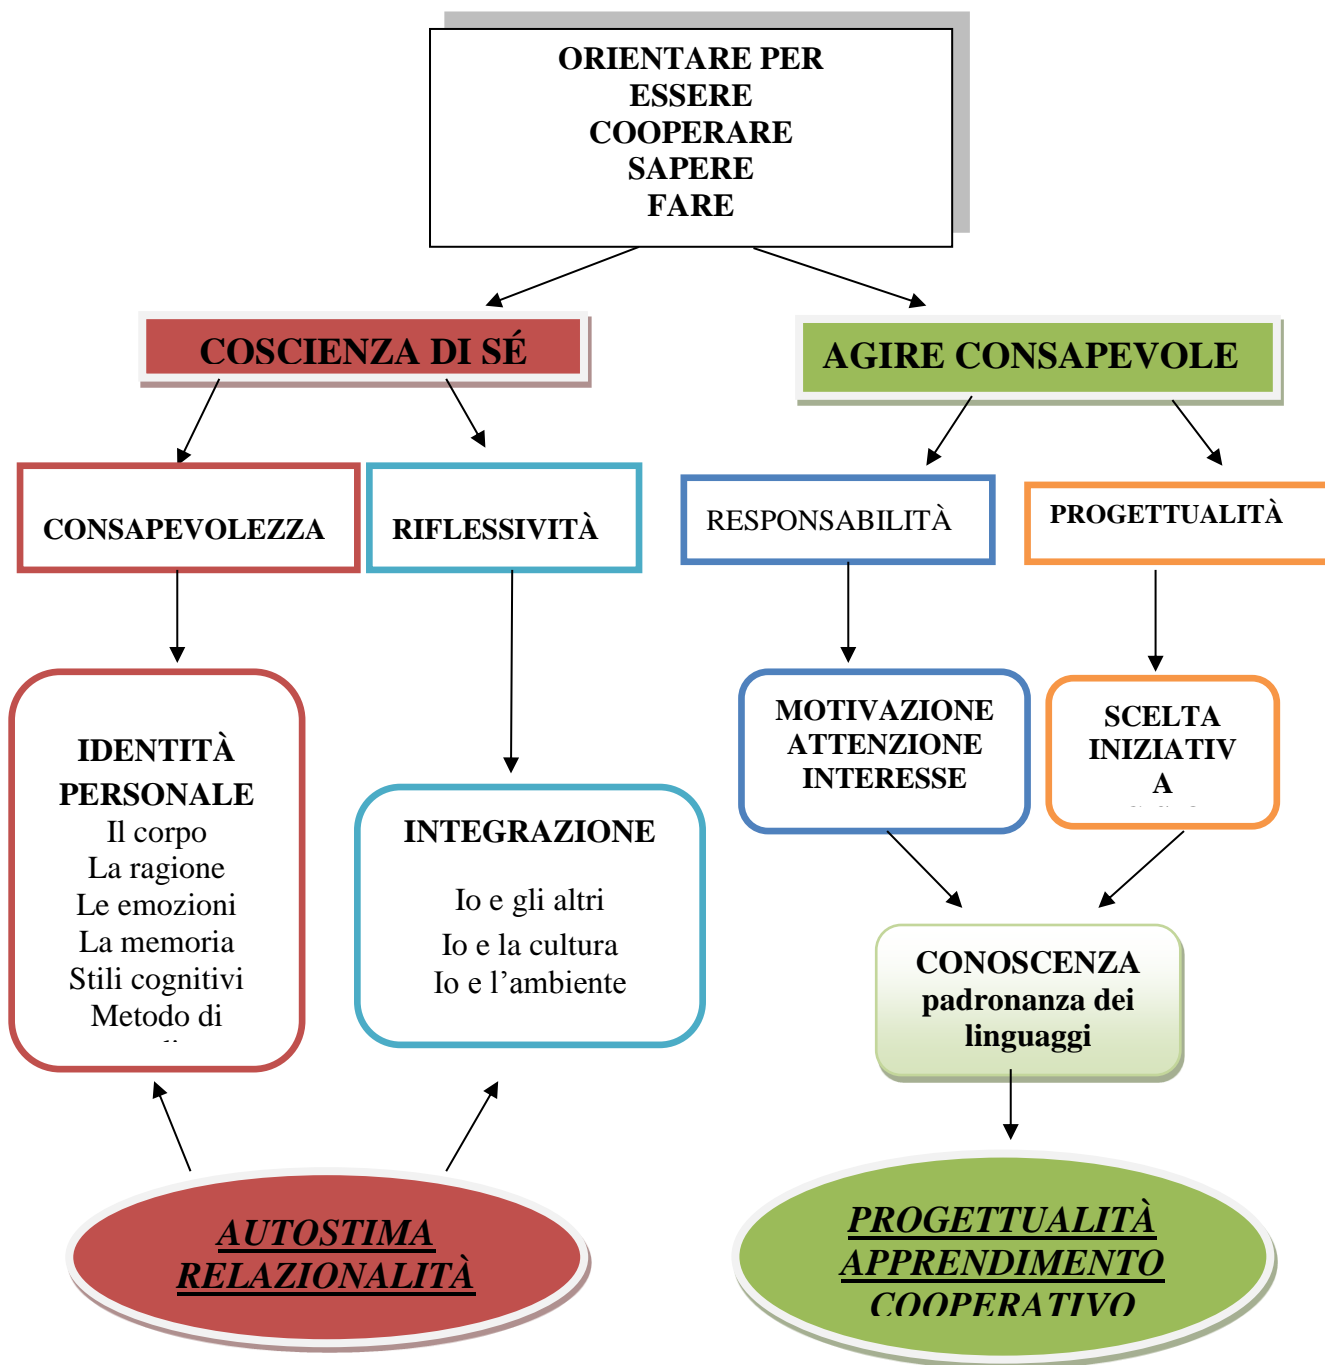 ORIENTARE PER
ESSERE
COOPERARE
SAPERE
FARE
COSCIENZA DI SÉ
AGIRE CONSAPEVOLE
CONSAPEVOLEZZA
RIFLESSIVITÀ
RESPONSABILITÀ
PROGETTUALITÀ
IDENTITÀ
PERSONALE
Il corpo
La ragione
Le emozioni
La memoria
Stili cognitivi
Metodo di
INTEGRAZIONE
Io e gli altri
Io e la cultura
Io e l’ambiente
MOTIVAZIONE
ATTENZIONE
INTERESSE
SCELTA
INIZIATIV
A
CONOSCENZA
padronanza dei
linguaggi
AUTOSTIMA
RELAZIONALITÀ
PROGETTUALITÀ
APPRENDIMENTO
COOPERATIVO